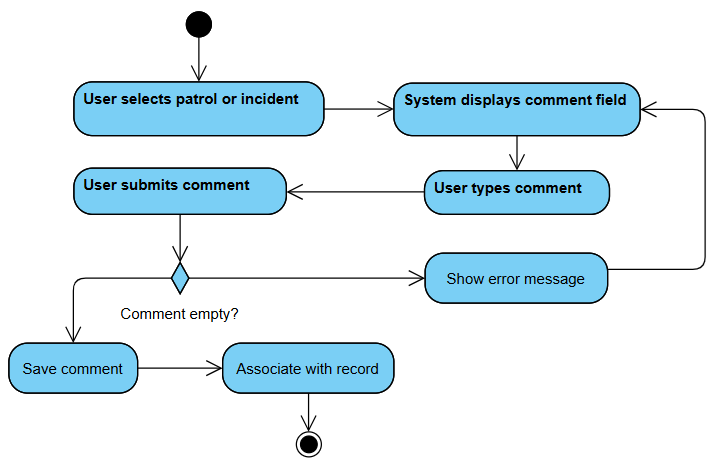 User selects patrol or incident
System displays comment field
User submits comment
User types comment
Show error message
Comment empty?
Save comment
Associate with record